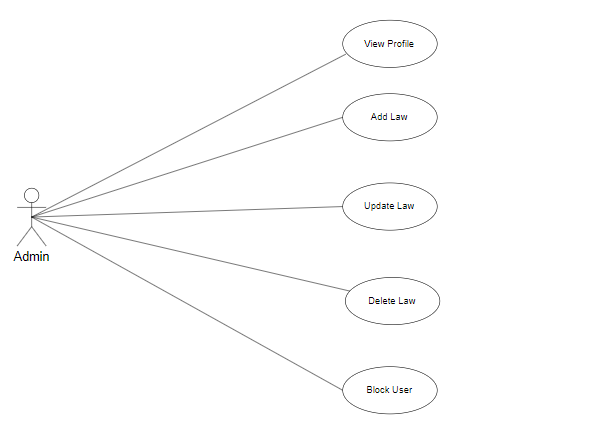 View Profile
Add Law
Update Law
Admin
Delete Law
Block User